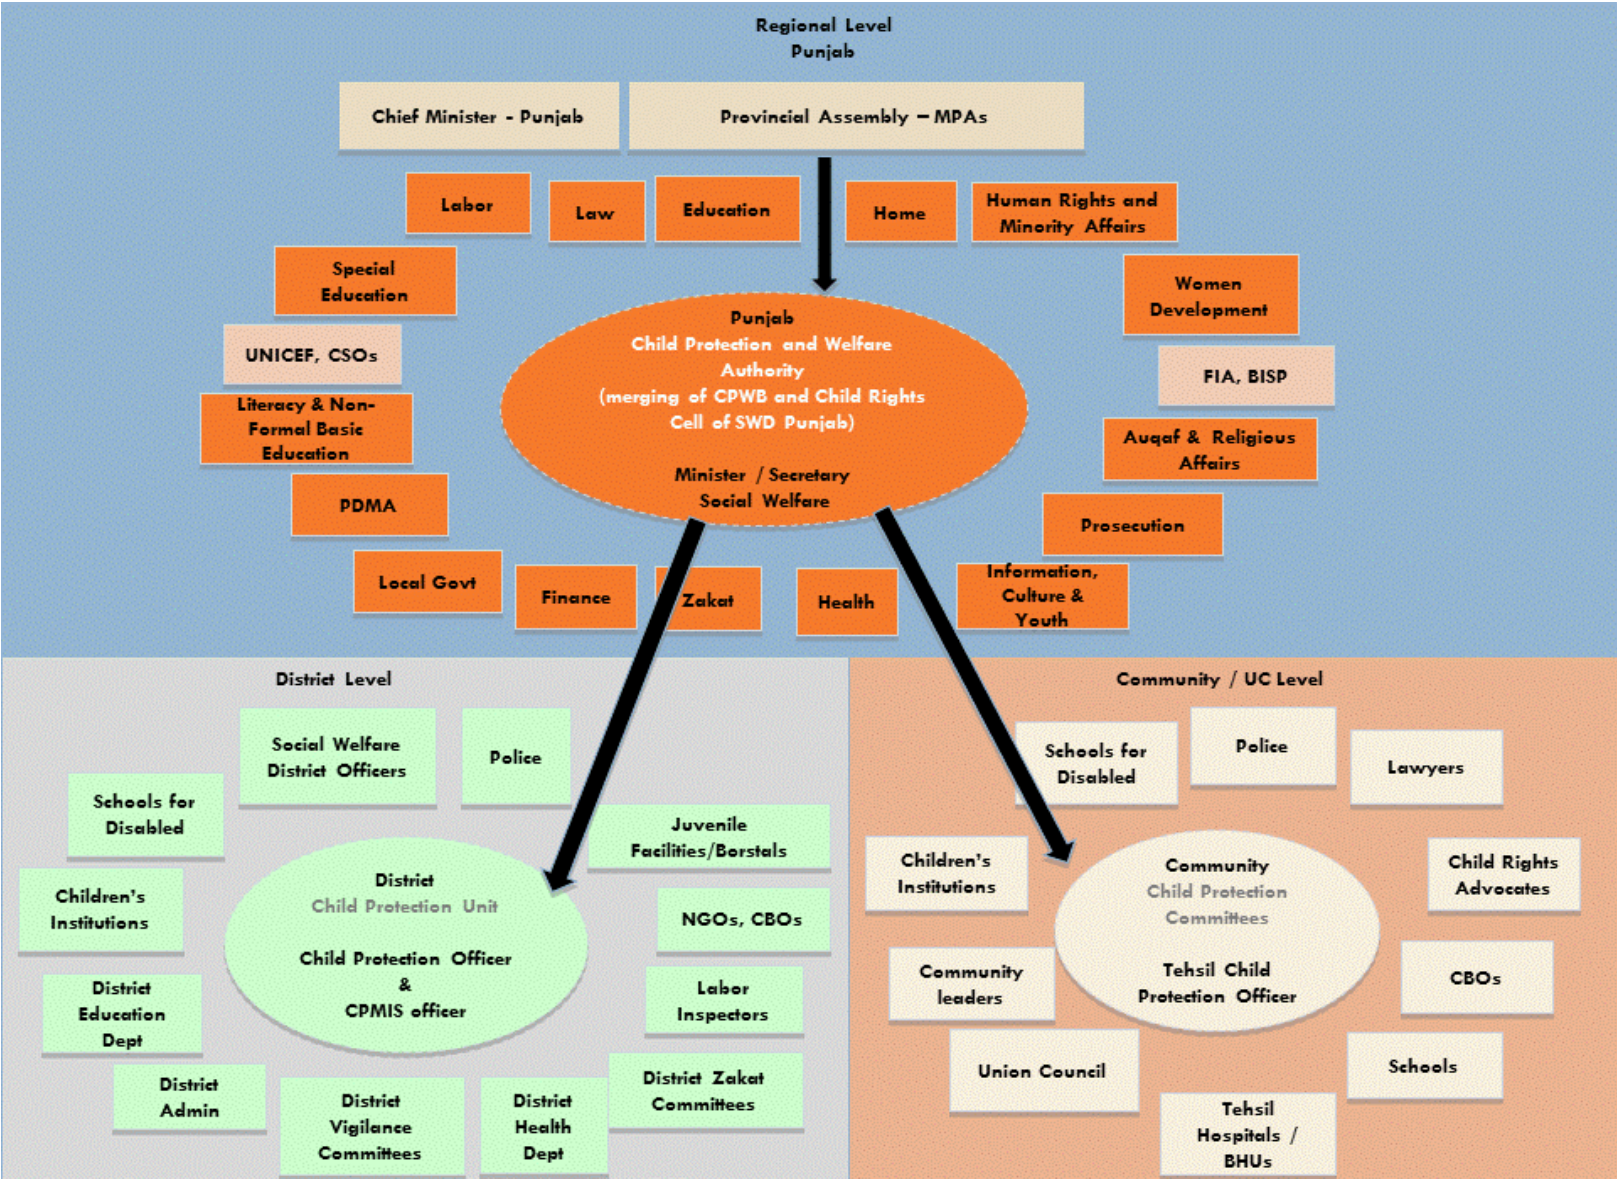 Regional Level
Punjab
Chief Minister - Punjab
Provincial Assembly – MPAs
Labor
Law
Education
Home
Human Rights and
Minority Affairs
Special
Education
Women
Development
UNICEF, CSOs
FIA, BISP
Literacy & Non-
Formal Basic
Education
Auqaf & Religious
Affairs
PDMA
Prosecution
Local Govt
Finance
Zakat
Health
Information,
Culture &
Youth
Punjab
Child Protection and Welfare
Authority
(merging of CPWB and Child Rights
Cell of SWD Punjab)
Minister / Secretary
Social Welfare
District Level
Social Welfare
District Officers
Police
Schools for
Disabled
Juvenile
Facilities/Borstals
Children's
Institutions
NGOs, CBOs
District
Education
Dept
Labor
Inspectors
District
Admin
District
Vigilance
Committees
District
Health
Dept
District Zakat
Committees
District
Child Protection Unit
Child Protection Officer
&
CPMIS officer
Community / UC Level
Schools for
Disabled
Police
Lawyers
Children's
Institutions
Child Rights
Advocates
Community
leaders
CBOs
Union Council
Schools
Tehsil
Hospitals /
BHUs
Community
Child Protection
Committees
Tehsil Child
Protection Officer